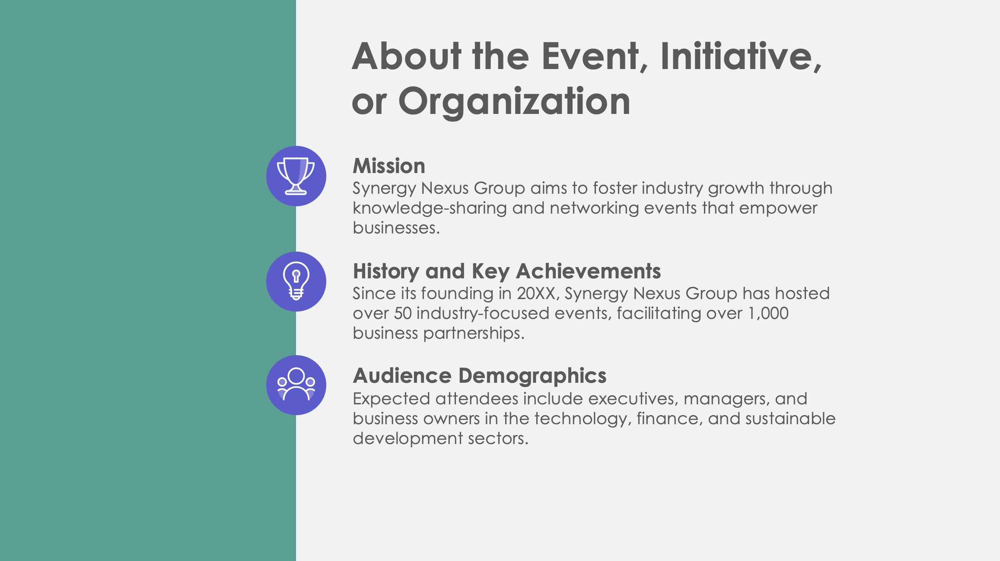 About the Event, Initiative,
or Organization
Mission
Synergy Nexus Group aims to foster industry growth through
knowledge-sharing and networking events that empower
businesses.
History and Key Achievements
Since its founding in 20XX, Synergy Nexus Group has hosted
over 50 industry-focused events, facilitating over 1,000
business partnerships.
Audience Demographics
Expected attendees include executives, managers, and
business owners in the technology, finance, and sustainable
development sectors.